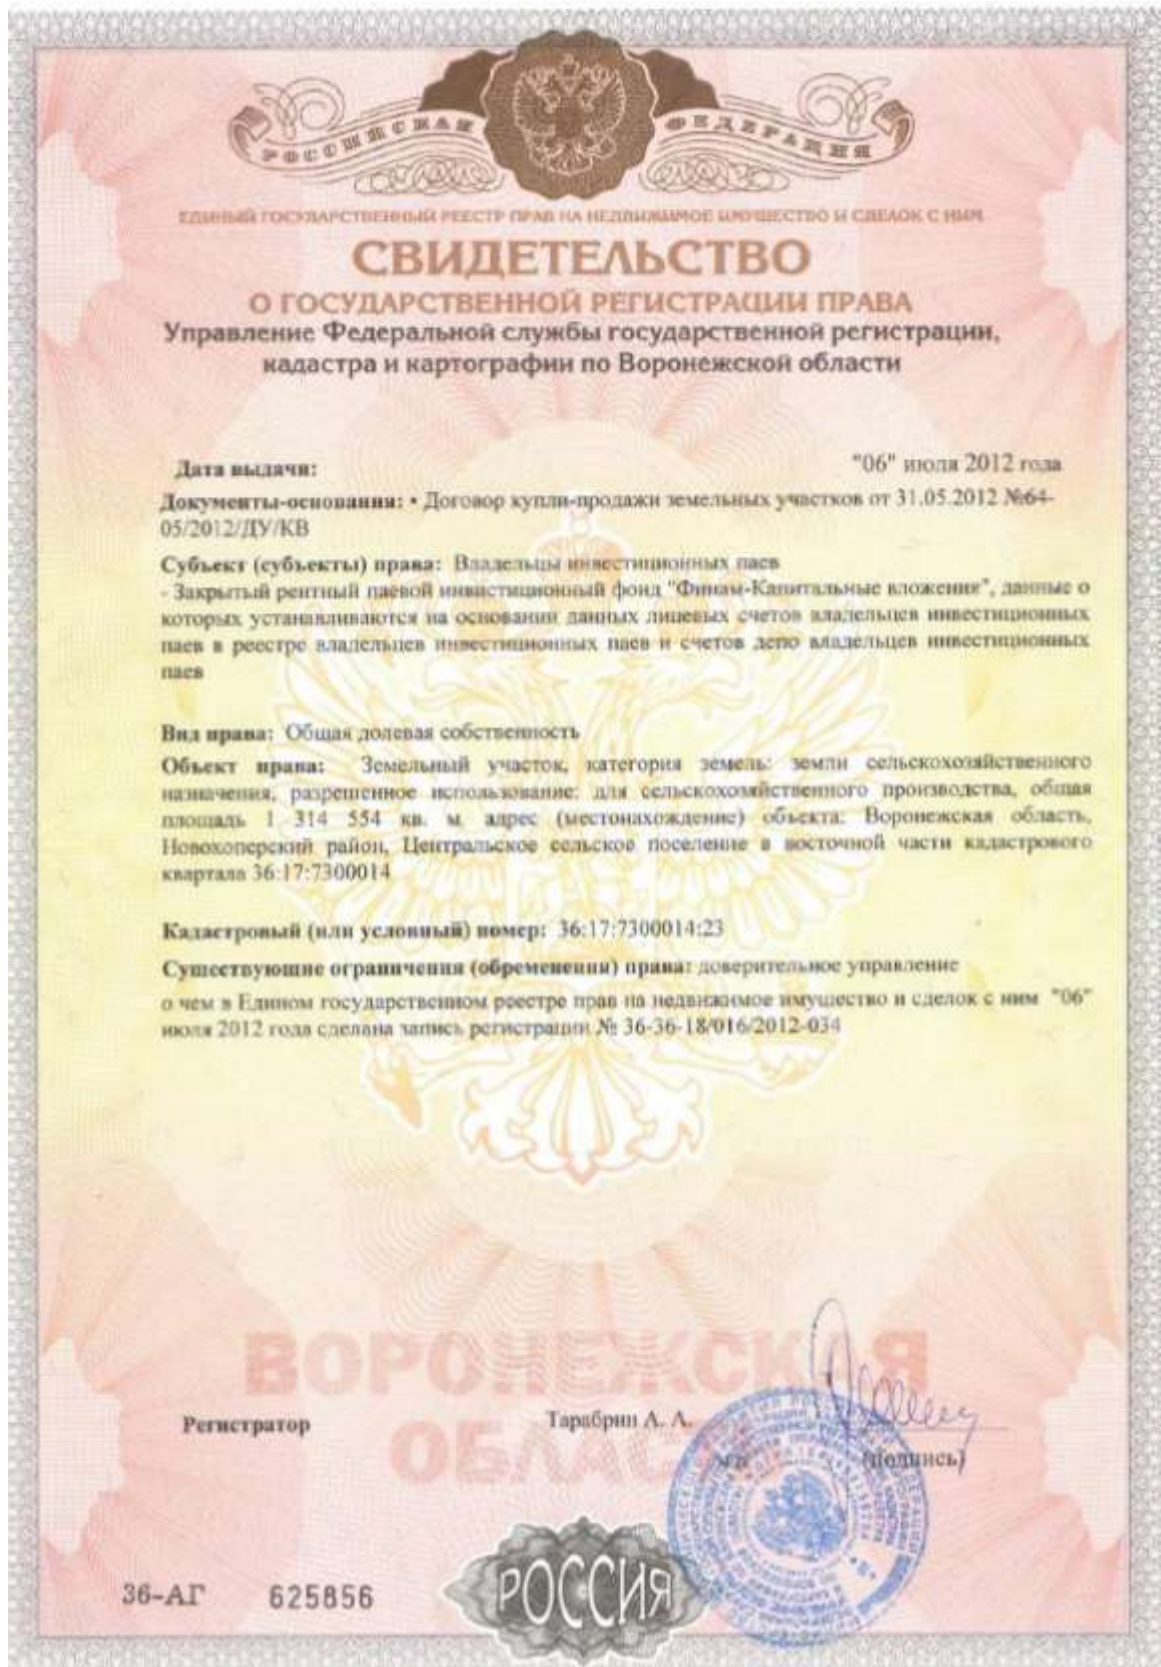 РОССИЙСКАЯ ФЕДЕРАЦИЯ
ЕДИНЫЙ ГОСУДАРСТВЕННЫЙ РЕЕСТР ПРАВ НА НЕДВИЖИМОЕ ИМУЩЕСТВО И СДЕЛОК С НИМ
СВИДЕТЕЛЬСТВО
О ГОСУДАРСТВЕННОЙ РЕГИСТРАЦИИ ПРАВА
Управление Федеральной службы государственной регистрации,
кадастра и картографии по Воронежской области
Дата выдачи: "06" июля 2012 года
Документы-основания: • Договор купли-продажи земельных участков от 31.05.2012 №64-
05/2012/ДУ/КВ
Субъект (субъекты) права: Владельцы инвестиционных паев
- Закрытый рентный паевой инвистиционный фонд "Финам-Капитальные вложения", данные о
которых устанавливаются на основании данных лицевых счетов владельцев инвестиционных
паев в реестре владельцев инвестиционных паев и счетов депо владельцев инвестиционных
паев
Вид права: Общая долевая собственность
Объект права: Земельный участок, категория земель: земли сельскохозяйственного
назначения, разрешенное использование: для сельскохозяйственного производства, общая
площадь 1 314 554 кв. м, адрес (местонахождение) объекта: Воронежская область,
Новохоперский район, Центральское сельское поселение в восточной части кадастрового
квартала 36:17:7300014
Кадастровый (или условный) номер: 36:17:7300014:23
Существующие ограничения (обременения) права: доверительное управление
о чем в Едином государственном реестре прав на недвижимое имущество и сделок с ним "06"
июля 2012 года сделана запись регистрации № 36-36-18/016/2012-034
ВОРОНЕЖСКАЯ
ОБЛАСТЬ
Регистратор Тарабрин А. А.
м.п. (подпись)
36-АГ 625856
РОССИЯ